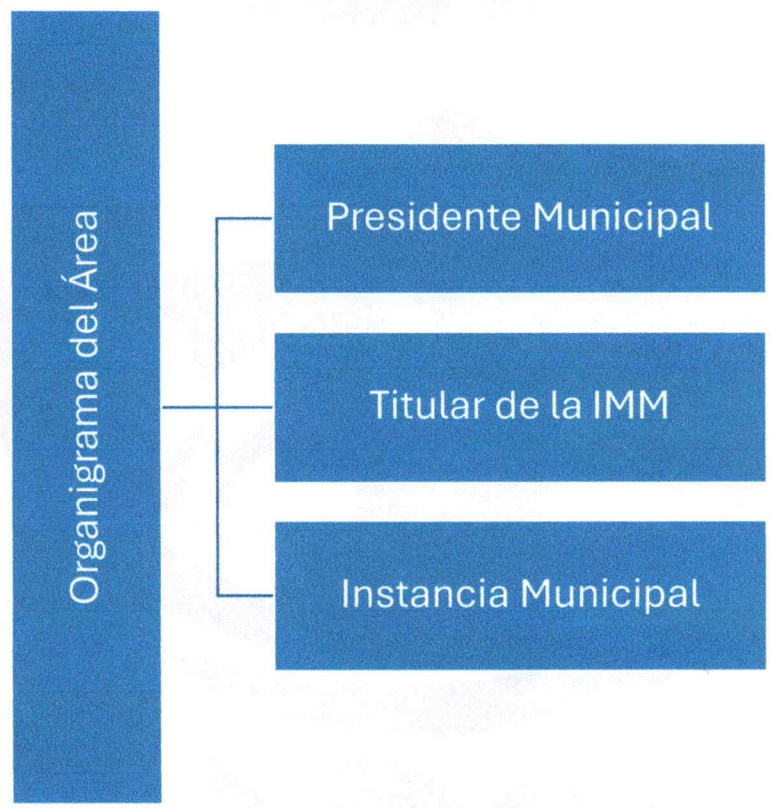 Organigrama del Área
Presidente Municipal
Titular de la IMM
Instancia Municipal